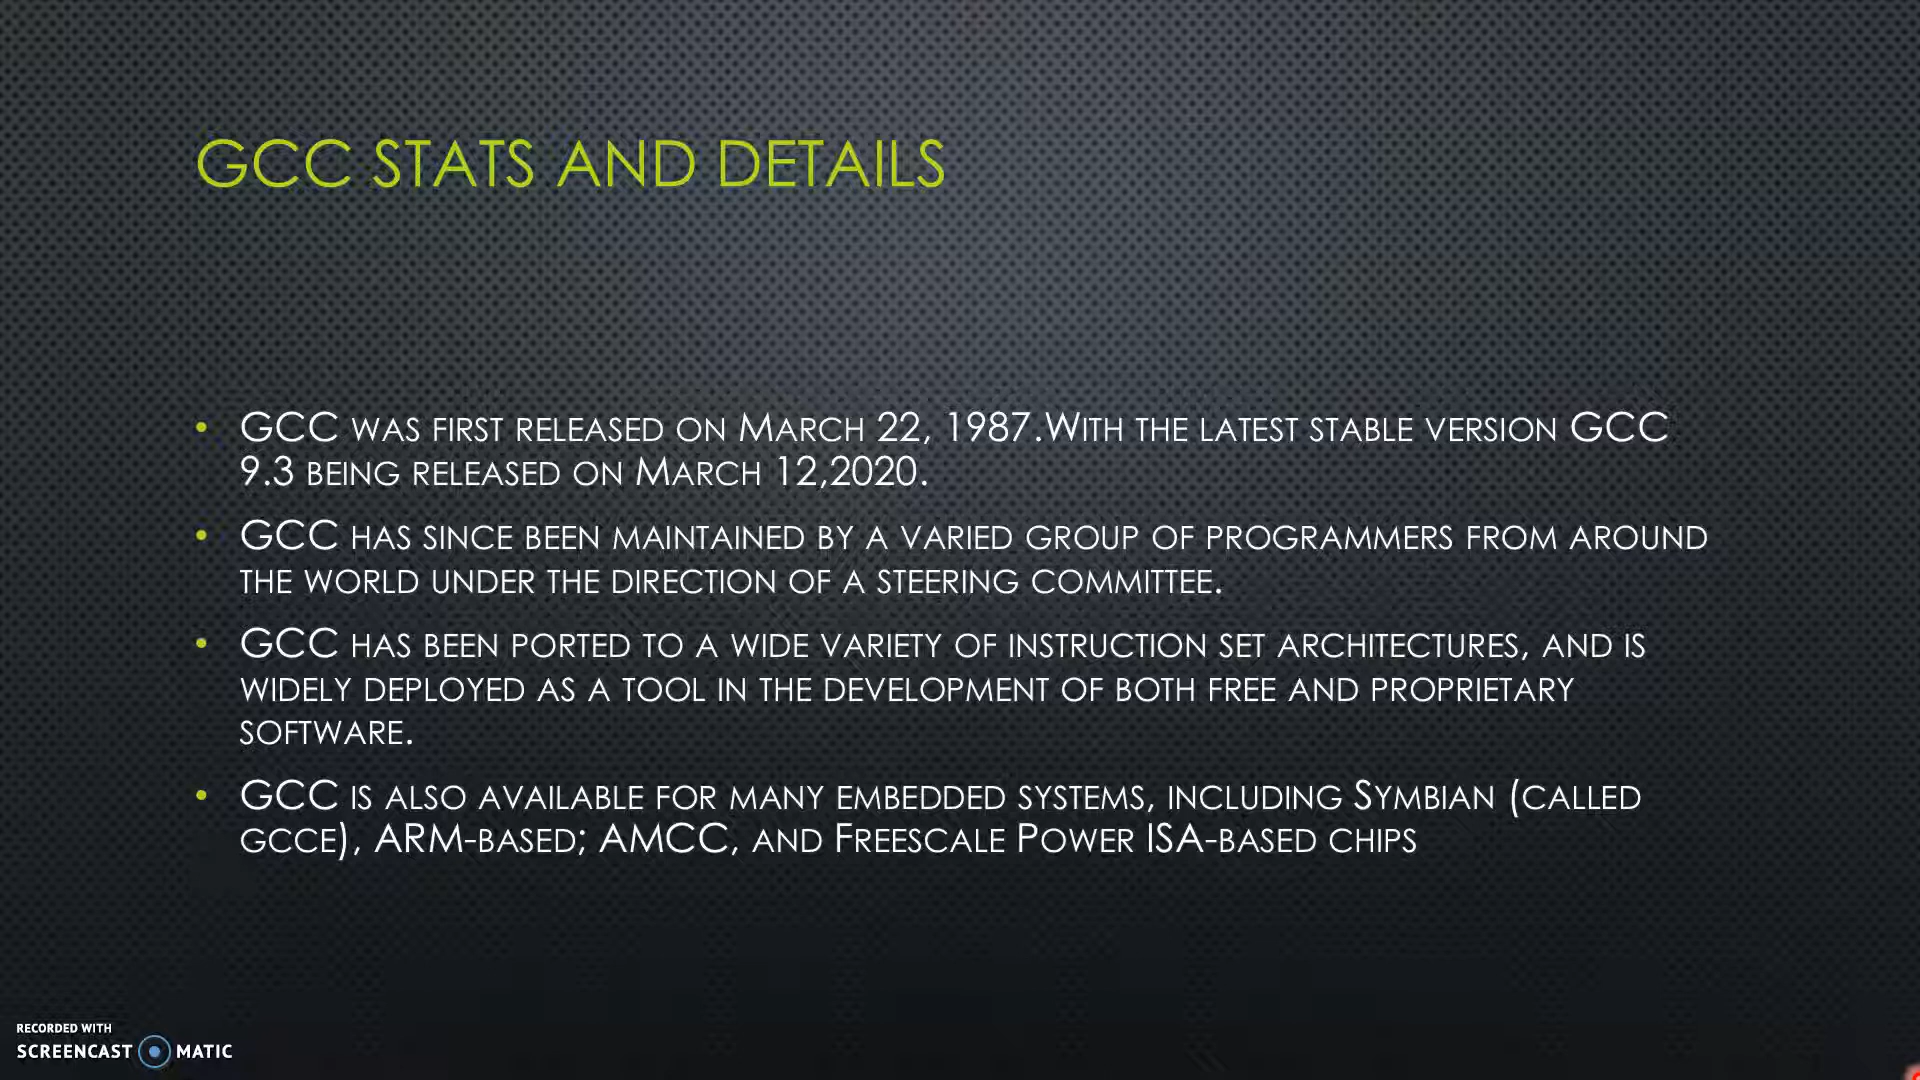 GCC STATS AND DETAILS
• GCC WAS FIRST RELEASED ON MARCH 22, 1987.WITH THE LATEST STABLE VERSION GCC
9.3 BEING RELEASED ON MARCH 12,2020.
• GCC HAS SINCE BEEN MAINTAINED BY A VARIED GROUP OF PROGRAMMERS FROM AROUND
THE WORLD UNDER THE DIRECTION OF A STEERING COMMITTEE.
• GCC HAS BEEN PORTED TO A WIDE VARIETY OF INSTRUCTION SET ARCHITECTURES, AND IS
WIDELY DEPLOYED AS A TOOL IN THE DEVELOPMENT OF BOTH FREE AND PROPRIETARY
SOFTWARE.
• GCC IS ALSO AVAILABLE FOR MANY EMBEDDED SYSTEMS, INCLUDING SYMBIAN (CALLED
GCCE), ARM-BASED; AMCC, AND FREESCALE POWER ISA-BASED CHIPS
RECORDED WITH
SCREENCAST MATIC